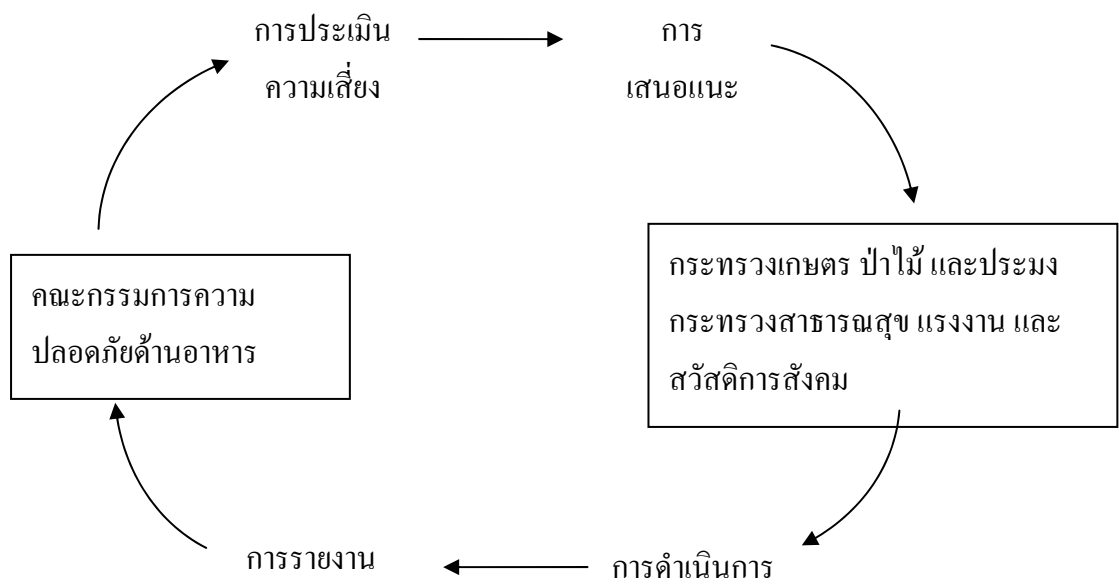 การประเมิน
ความเสี่ยง
การ
เสนอแนะ
กระทรวงเกษตร ป่าไม้ และประมง
กระทรวงสาธารณสุข แรงงาน และ
สวัสดิการสังคม
คณะกรรมการความ
ปลอดภัยด้านอาหาร
การรายงาน
การดำเนินการ